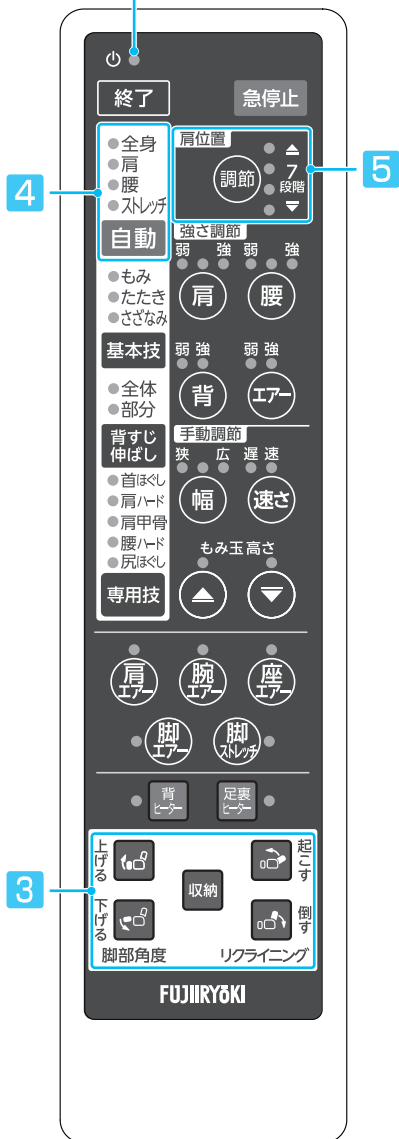 終了 急停止
全身
肩
腰
ストレッチ
自動
4
肩位置
調節
7
段階
5
もみ
たたき
さざなみ
基本技
全体
部分
背すじ
伸ばし
首ほぐし
肩ハード
肩甲骨
腰ハード
尻ほぐし
専用技
強さ調節
弱 強 弱 強
肩 腰
弱 強 弱 強
背 エアー
手動調節
狭 広 遅 速
幅 速さ
もみ玉高さ
肩
エアー
腕
エアー
座
エアー
脚
エアー
脚
ストレッチ
背
ヒーター
足裏
ヒーター
3
上げる
下げる
脚部角度
収納
起こす
倒す
リクライニング
FUJIIRYOKI